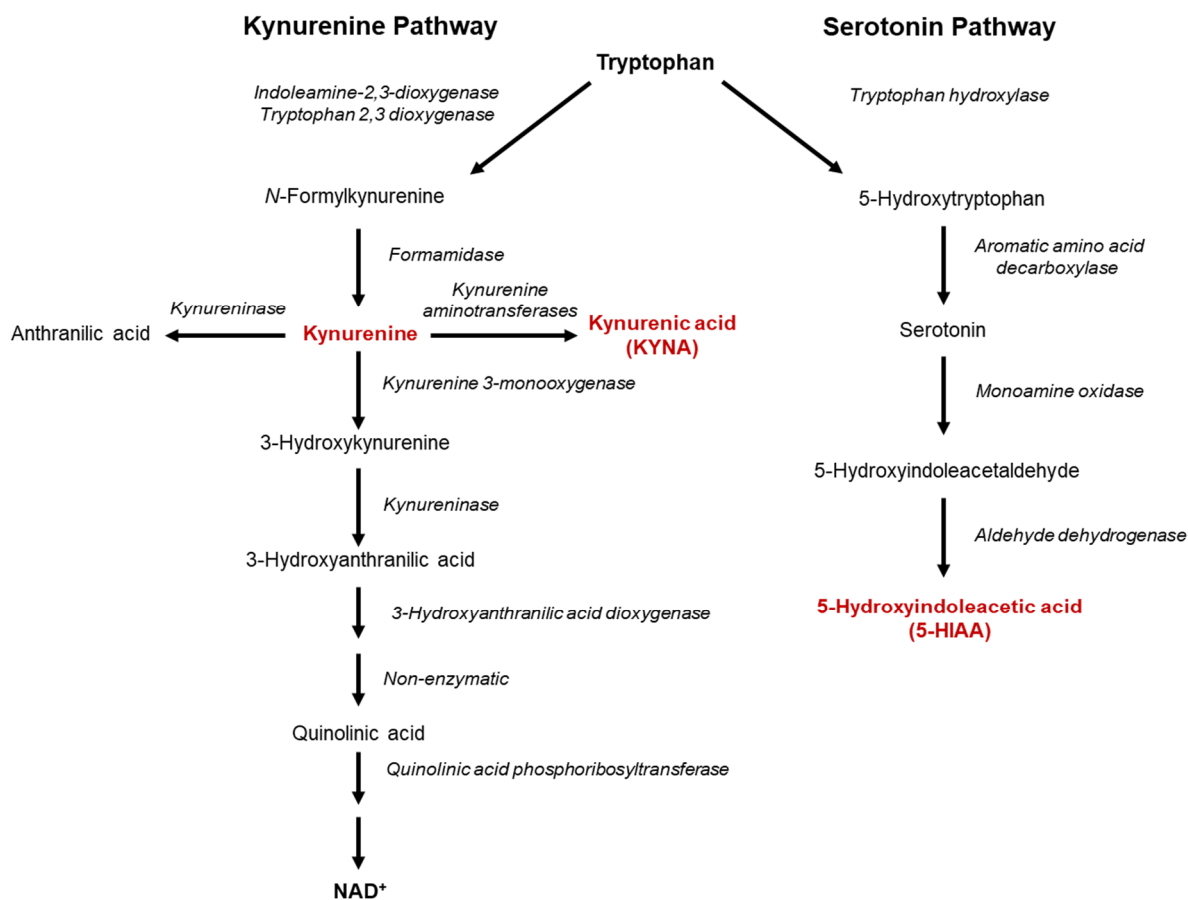 Kynurenine Pathway
Serotonin Pathway
Tryptophan
Indoleamine-2,3-dioxygenase
Tryptophan 2,3 dioxygenase
Tryptophan hydroxylase
N-Formylkynurenine
5-Hydroxytryptophan
Formamidase
Aromatic amino acid
decarboxylase
Kynureninase
Kynurenine
aminotransferases
Anthranilic acid
Kynurenine
Kynurenic acid
(KYNA)
Serotonin
Kynurenine 3-monooxygenase
Monoamine oxidase
3-Hydroxykynurenine
5-Hydroxyindoleacetaldehyde
Kynureninase
Aldehyde dehydrogenase
3-Hydroxyanthranilic acid
3-Hydroxyanthranilic acid dioxygenase
5-Hydroxyindoleacetic acid
(5-HIAA)
Non-enzymatic
Quinolinic acid
Quinolinic acid phosphoribosyltransferase
NAD⁺